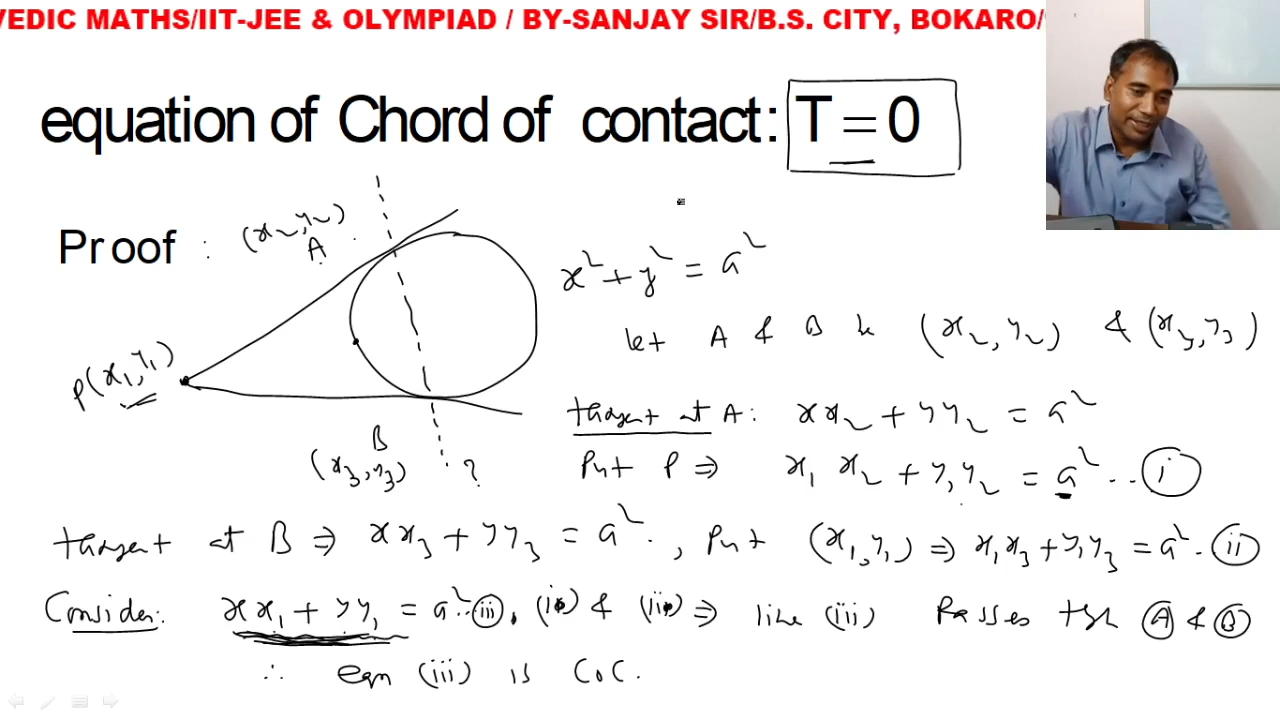 VEDIC MATHS/IIT-JEE & OLYMPIAD / BY-SANJAY SIR/B.S. CITY, BOKARO/
equation of Chord of contact: T = 0
Proof :
(x₂, y₂)
A
x² + y² = a²
let A & B be (x₂, y₂) & (x₃, y₃)
P(x₁, y₁)
tangent at A: xx₂ + yy₂ = a²
B
(x₃, y₃) ?
Put P ⇒ x₁x₂ + y₁y₂ = a² .. (i)
tangent at B ⇒ xx₃ + yy₃ = a². , Put (x₁, y₁) ⇒ x₁x₃ + y₁y₃ = a² . (ii)
Consider: xx₁ + yy₁ = a² .. (iii), (i) & (ii) ⇒ line (iii) Passes thr (A) & (B)
∴ eqn (iii) is CoC.